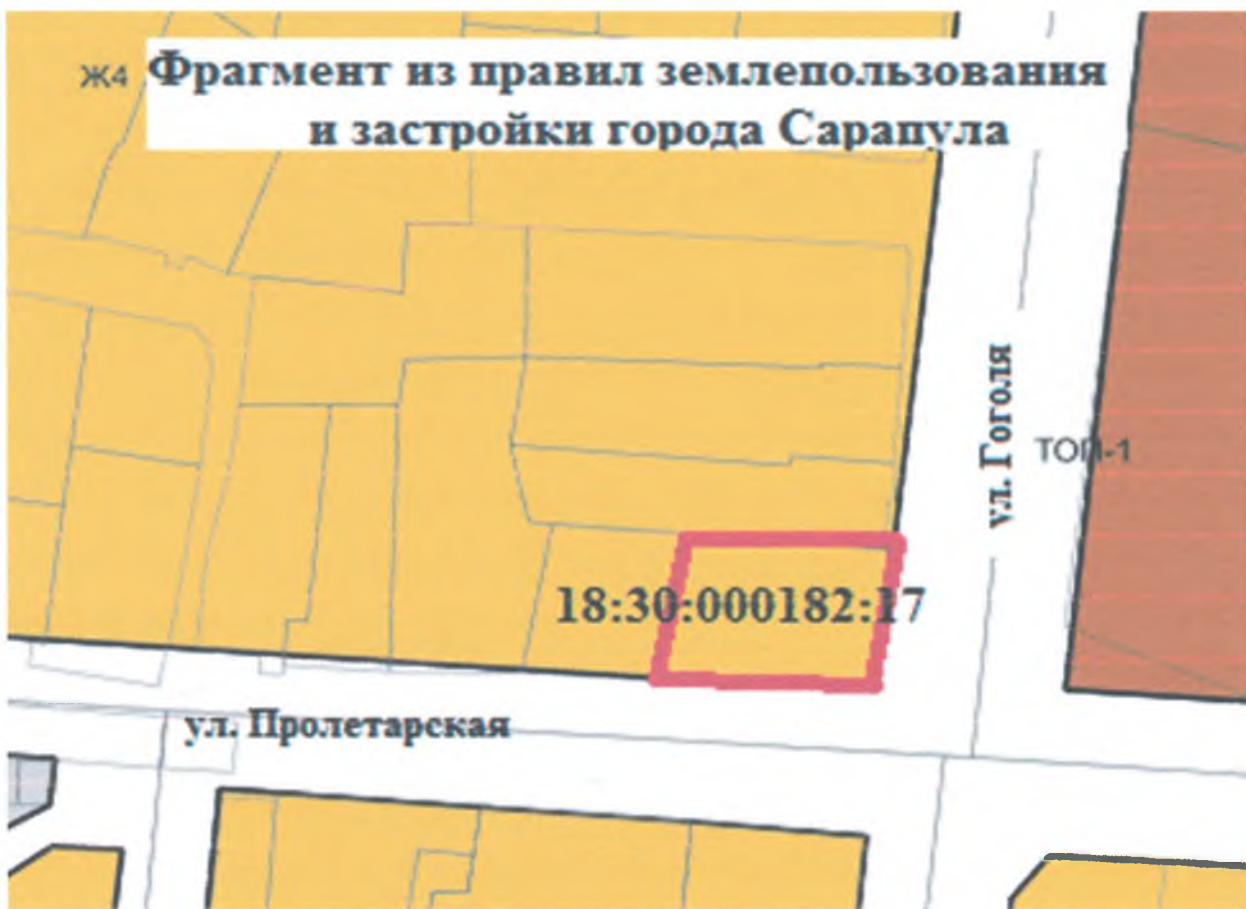 Ж4
Фрагмент из правил землепользования
и застройки города Сарапула
ул. Гоголя
ТОП-1
18:30:000182:17
ул. Пролетарская